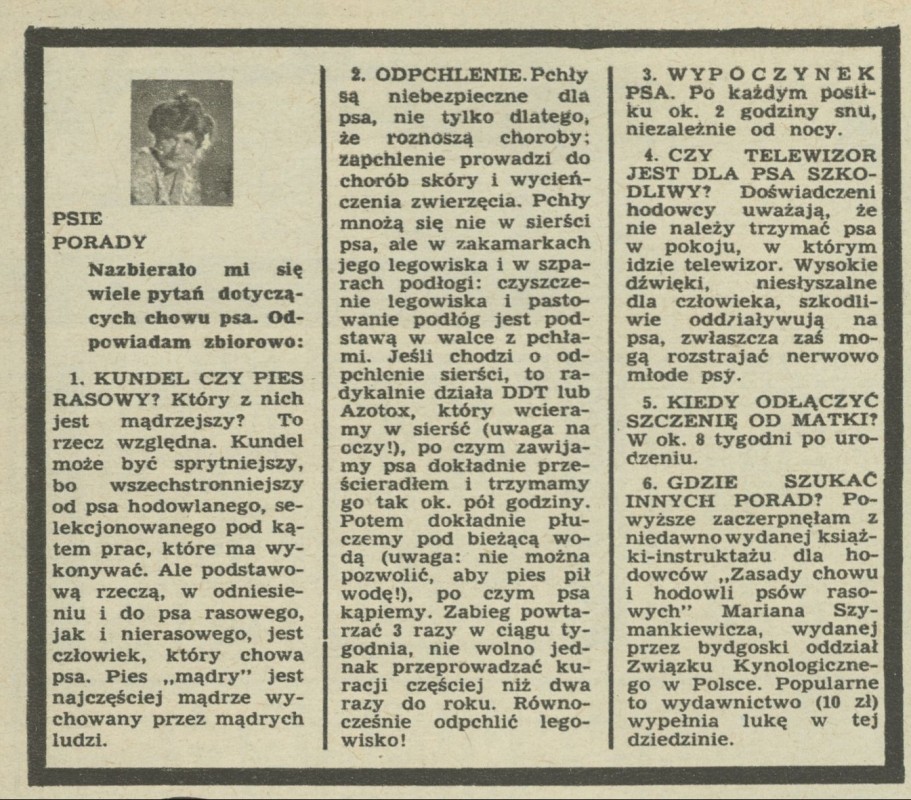 PSIE
PORADY
Nazbierało mi się
wiele pytań dotyczą-
cych chowu psa. Od-
powiadam zbiorowo:
1. KUNDEL CZY PIES
RASOWY? Który z nich
jest mądrzejszy? To
rzecz względna. Kundel
może być sprytniejszy,
bo wszechstronniejszy
od psa hodowlanego, se-
lekcjonowanego pod ką-
tem prac, które ma wy-
konywać. Ale podstawo-
wą rzeczą, w odniesie-
niu i do psa rasowego,
jak i nierasowego, jest
człowiek, który chowa
psa. Pies „mądry” jest
najczęściej mądrze wy-
chowany przez mądrych
ludzi.
2. ODPCHLENIE. Pchły
są niebezpieczne dla
psa, nie tylko dlatego,
że roznoszą choroby;
zapchlenie prowadzi do
chorób skóry i wycień-
czenia zwierzęcia. Pchły
mnożą się nie w sierści
psa, ale w zakamarkach
jego legowiska i w szpa-
rach podłogi: czyszcze-
nie legowiska i pasto-
wanie podłóg jest pod-
stawą w walce z pchła-
mi. Jeśli chodzi o od-
pchlenie sierści, to ra-
dykalnie działa DDT lub
Azotox, który wciera-
my w sierść (uwaga na
oczy!), po czym zawija-
my psa dokładnie prze-
ścieradłem i trzymamy
go tak ok. pół godziny.
Potem dokładnie płu-
czemy pod bieżącą wo-
dą (uwaga: nie można
pozwolić, aby pies pił
wodę!), po czym psa
kąpiemy. Zabieg powta-
rzać 3 razy w ciągu ty-
godnia, nie wolno jed-
nak przeprowadzać ku-
racji częściej niż dwa
razy do roku. Równo-
cześnie odpchlić lego-
wisko!
3. WYPOCZYNEK
PSA. Po każdym posił-
ku ok. 2 godziny snu,
niezależnie od nocy.
4. CZY TELEWIZOR
JEST DLA PSA SZKO-
DLIWY? Doświadczeni
hodowcy uważają, że
nie należy trzymać psa
w pokoju, w którym
idzie telewizor. Wysokie
dźwięki, niesłyszalne
dla człowieka, szkodli-
wie oddziaływują na
psa, zwłaszcza zaś mo-
gą rozstrajać nerwowo
młode psy.
5. KIEDY ODŁĄCZYĆ
SZCZENIĘ OD MATKI?
W ok. 8 tygodni po uro-
dzeniu.
6. GDZIE SZUKAĆ
INNYCH PORAD? Po-
wyższe zaczerpnęłam z
niedawno wydanej książ-
ki-instruktażu dla ho-
dowców „Zasady chowu
i hodowli psów raso-
wych” Mariana Szy-
mankiewicza, wydanej
przez bydgoski oddział
Związku Kynologiczne-
go w Polsce. Popularne
to wydawnictwo (10 zł)
wypełnia lukę w tej
dziedzinie.